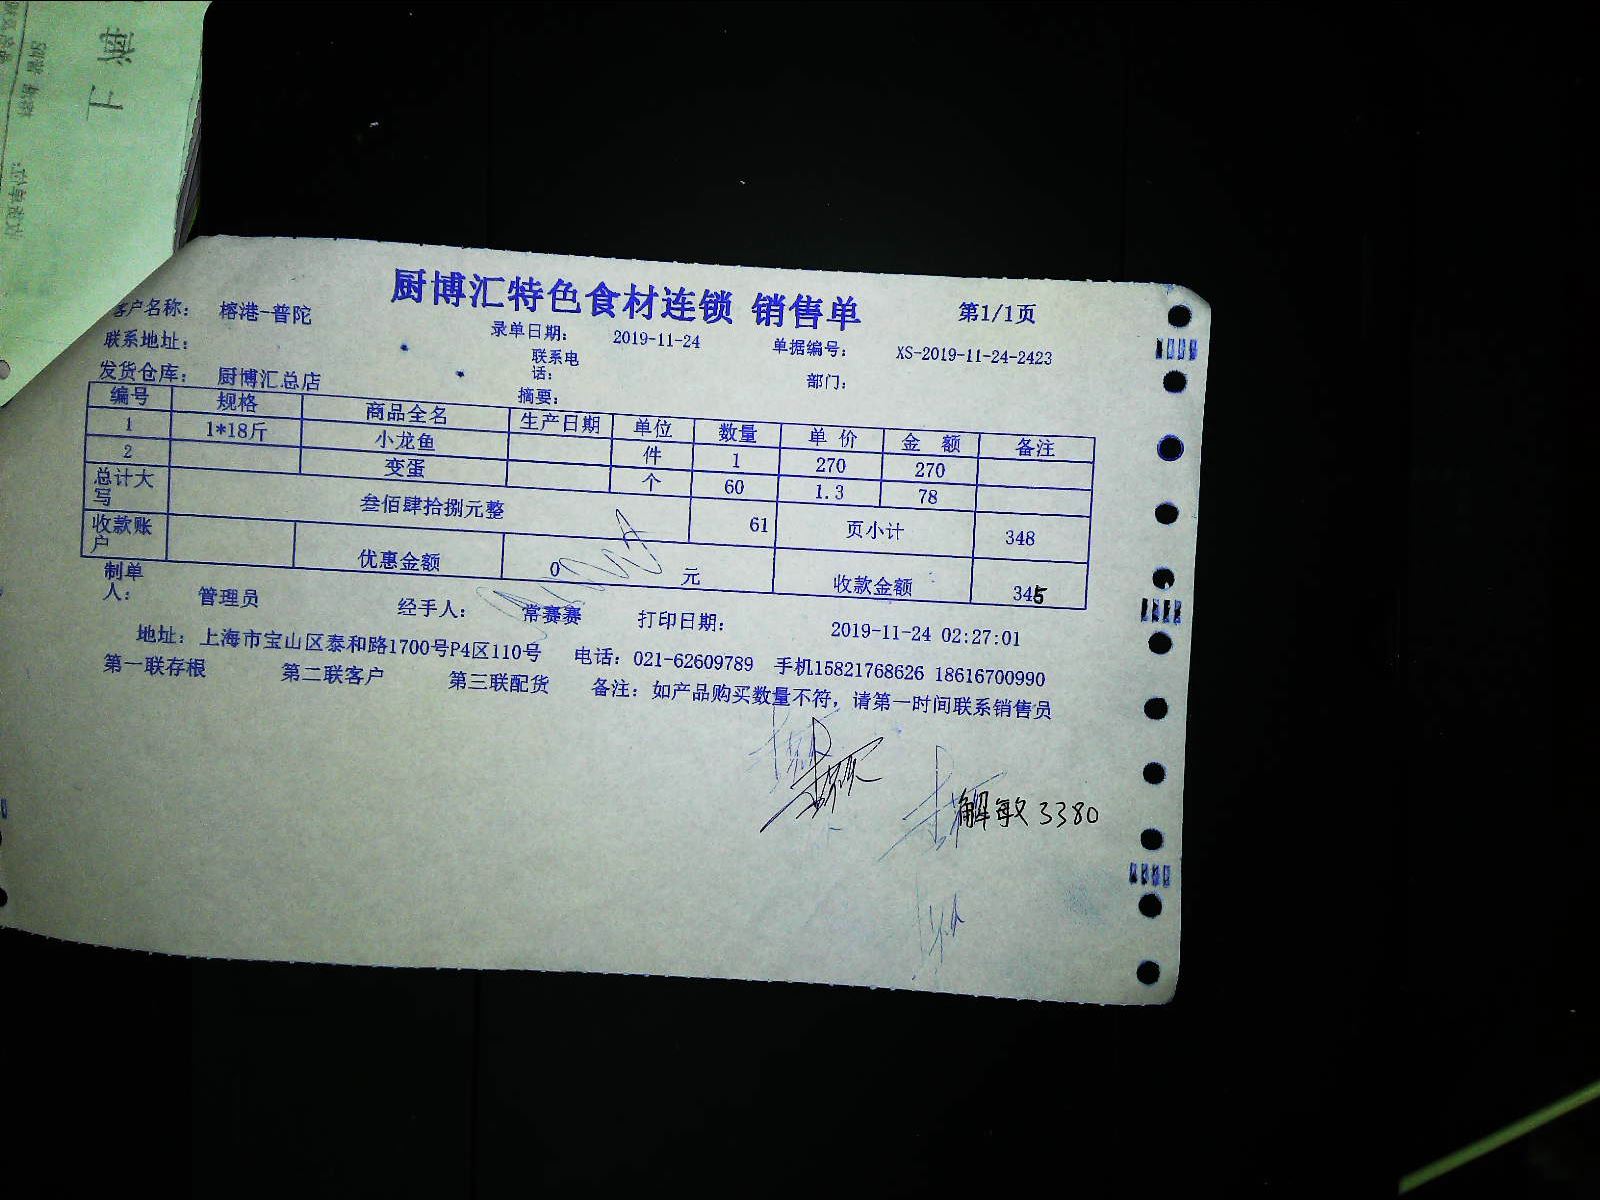 上海
厨博汇特色食材连锁 销售单 第1/1页
客户名称： 榕港-普陀 录单日期： 2019-11-24 单据编号： XS-2019-11-24-2423
联系地址： 联系电话： 部门：
发货仓库： 厨博汇总店 摘要：
编号 规格 商品全名 生产日期 单位 数量 单价 金额 备注
1 1*18斤 小龙鱼 件 1 270 270
2 变蛋 个 60 1.3 78
总计大写 叁佰肆拾捌元整 61 页小计 348
收款账户 优惠金额 0 元 收款金额 345
制单人： 管理员 经手人： 常赛赛 打印日期： 2019-11-24 02:27:01
地址：上海市宝山区泰和路1700号P4区110号 电话：021-62609789 手机15821768626 18616700990
第一联存根 第二联客户 第三联配货 备注：如产品购买数量不符，请第一时间联系销售员
解敏 3380